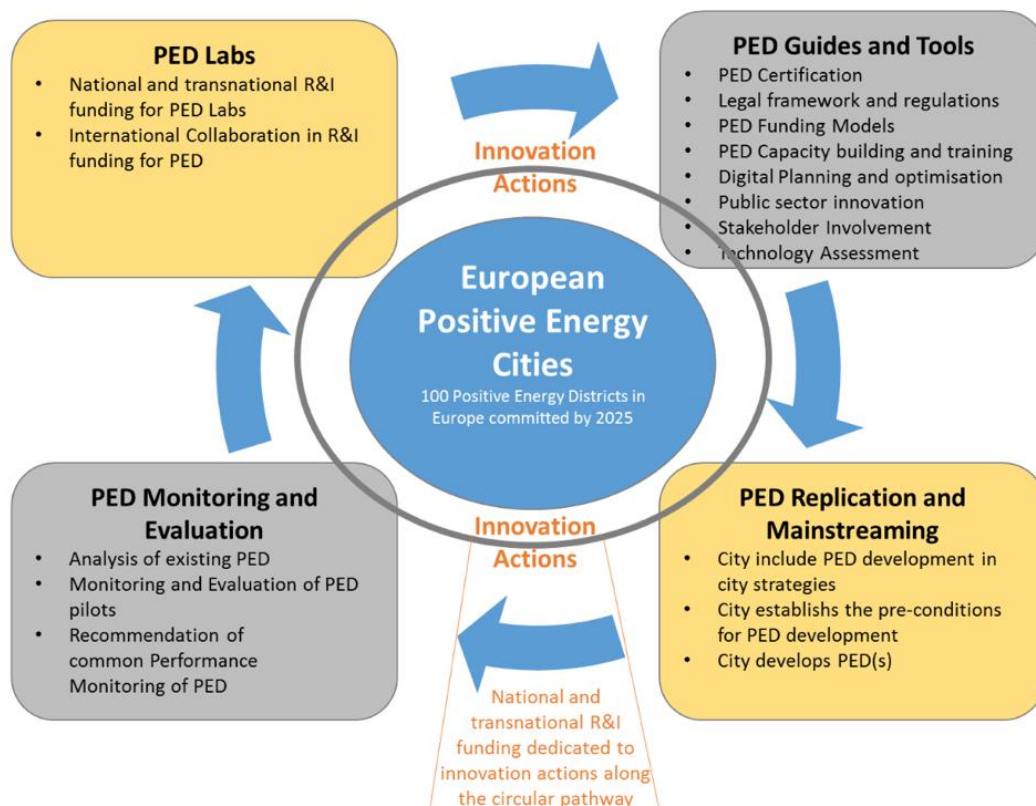 PED Labs
• National and transnational R&I
funding for PED Labs
• International Collaboration in R&I
funding for PED
PED Guides and Tools
• PED Certification
• Legal framework and regulations
• PED Funding Models
• PED Capacity building and training
• Digital Planning and optimisation
• Public sector innovation
• Stakeholder Involvement
• Technology Assessment
Innovation
Actions
European
Positive Energy
Cities
100 Positive Energy Districts in
Europe committed by 2025
PED Monitoring and
Evaluation
• Analysis of existing PED
• Monitoring and Evaluation of PED
pilots
• Recommendation of
common Performance
Monitoring of PED
Innovation
Actions
PED Replication and
Mainstreaming
• City include PED development in
city strategies
• City establishs the pre-conditions
for PED development
• City develops PED(s)
National and
transnational R&I
funding dedicated to
innovation actions along
the circular pathway